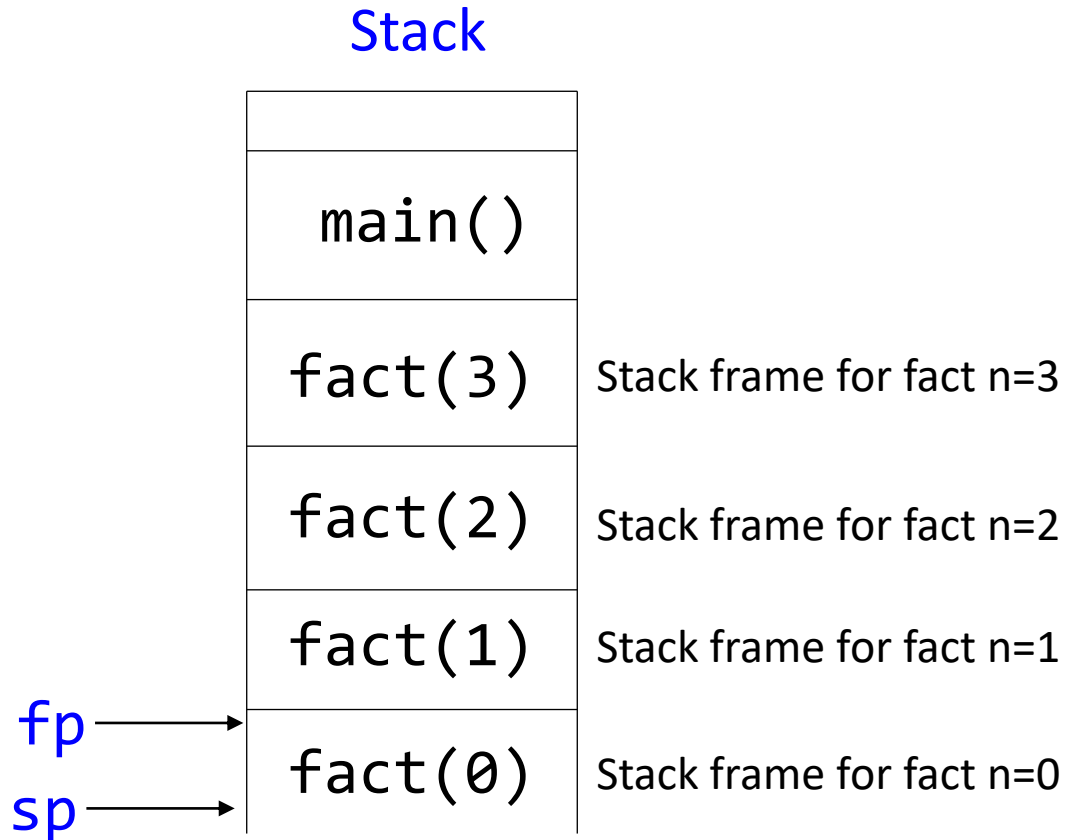 Stack
main()
fact(3) Stack frame for fact n=3
fact(2) Stack frame for fact n=2
fact(1) Stack frame for fact n=1
fp
fact(0) Stack frame for fact n=0
sp